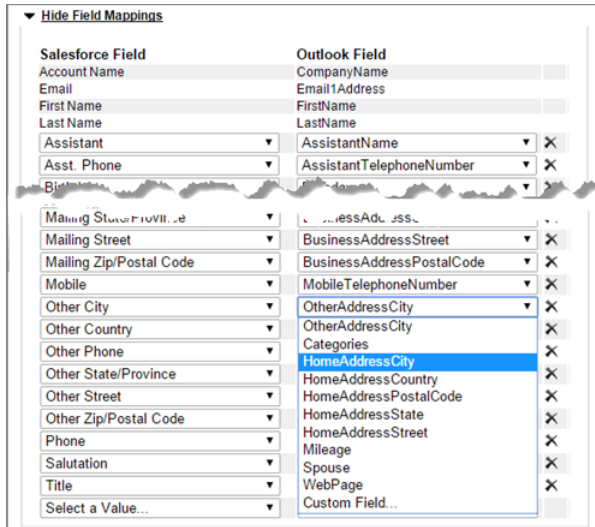 Hide Field Mappings
Salesforce Field Outlook Field
Account Name CompanyName
Email Email1Address
First Name FirstName
Last Name LastName
Assistant AssistantName
Asst. Phone AssistantTelephoneNumber
Mailing State/Province
Mailing Street BusinessAddressStreet
Mailing Zip/Postal Code BusinessAddressPostalCode
Mobile MobileTelephoneNumber
Other City OtherAddressCity
Other Country OtherAddressCity
Categories
Other Phone HomeAddressCity
Other State/Province HomeAddressCountry
Other Street HomeAddressPostalCode
Other Zip/Postal Code HomeAddressState
HomeAddressStreet
Phone Mileage
Salutation Spouse
Title WebPage
Select a Value... Custom Field...